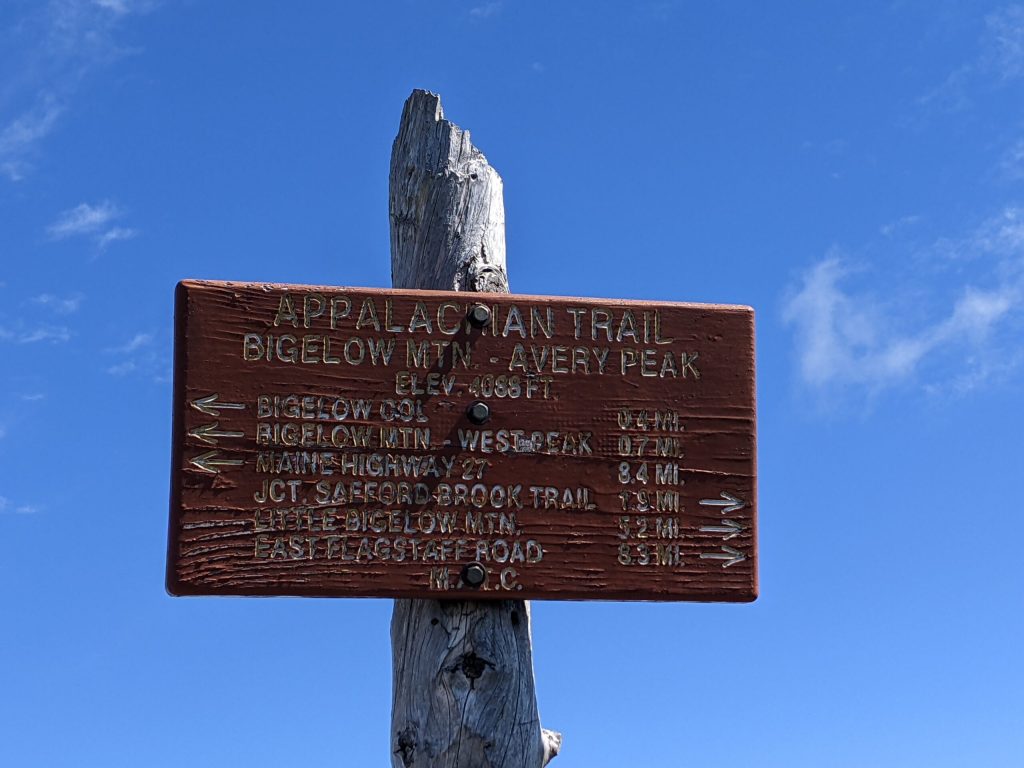 APPALACHIAN TRAIL
BIGELOW MTN. - AVERY PEAK
ELEV. 4088 FT.
BIGELOW COL 0.4 MI.
BIGELOW MTN. - WEST PEAK 0.7 MI.
MAINE HIGHWAY 27 8.4 MI.
JCT. SAFFORD BROOK TRAIL 1.9 MI.
LITTLE BIGELOW MTN. 5.2 MI.
EAST FLAGSTAFF ROAD 8.3 MI.
M.A.T.C.